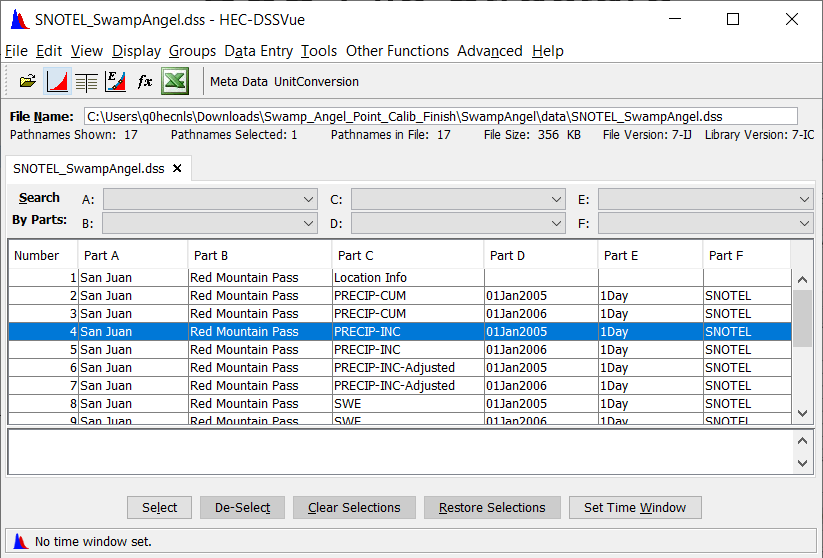 SNOTEL_SwampAngel.dss - HEC-DSSVue
File Edit View Display Groups Data Entry Tools Other Functions Advanced Help
E fx Meta Data UnitConversion
File Name: C:\Users\q0hecnls\Downloads\Swamp_Angel_Point_Calib_Finish\SwampAngel\data\SNOTEL_SwampAngel.dss
Pathnames Shown: 17 Pathnames Selected: 1 Pathnames in File: 17 File Size: 356 KB File Version: 7-IJ Library Version: 7-IC
SNOTEL_SwampAngel.dss
Search A: C: E:
By Parts: B: D: F:
Number Part A Part B Part C Part D Part E Part F
1 San Juan Red Mountain Pass Location Info
2 San Juan Red Mountain Pass PRECIP-CUM 01Jan2005 1Day SNOTEL
3 San Juan Red Mountain Pass PRECIP-CUM 01Jan2006 1Day SNOTEL
4 San Juan Red Mountain Pass PRECIP-INC 01Jan2005 1Day SNOTEL
5 San Juan Red Mountain Pass PRECIP-INC 01Jan2006 1Day SNOTEL
6 San Juan Red Mountain Pass PRECIP-INC-Adjusted 01Jan2005 1Day SNOTEL
7 San Juan Red Mountain Pass PRECIP-INC-Adjusted 01Jan2006 1Day SNOTEL
8 San Juan Red Mountain Pass SWE 01Jan2005 1Day SNOTEL
9 San Juan Red Mountain Pass SWE 01Jan2006 1Day SNOTEL
Select De-Select Clear Selections Restore Selections Set Time Window
No time window set.